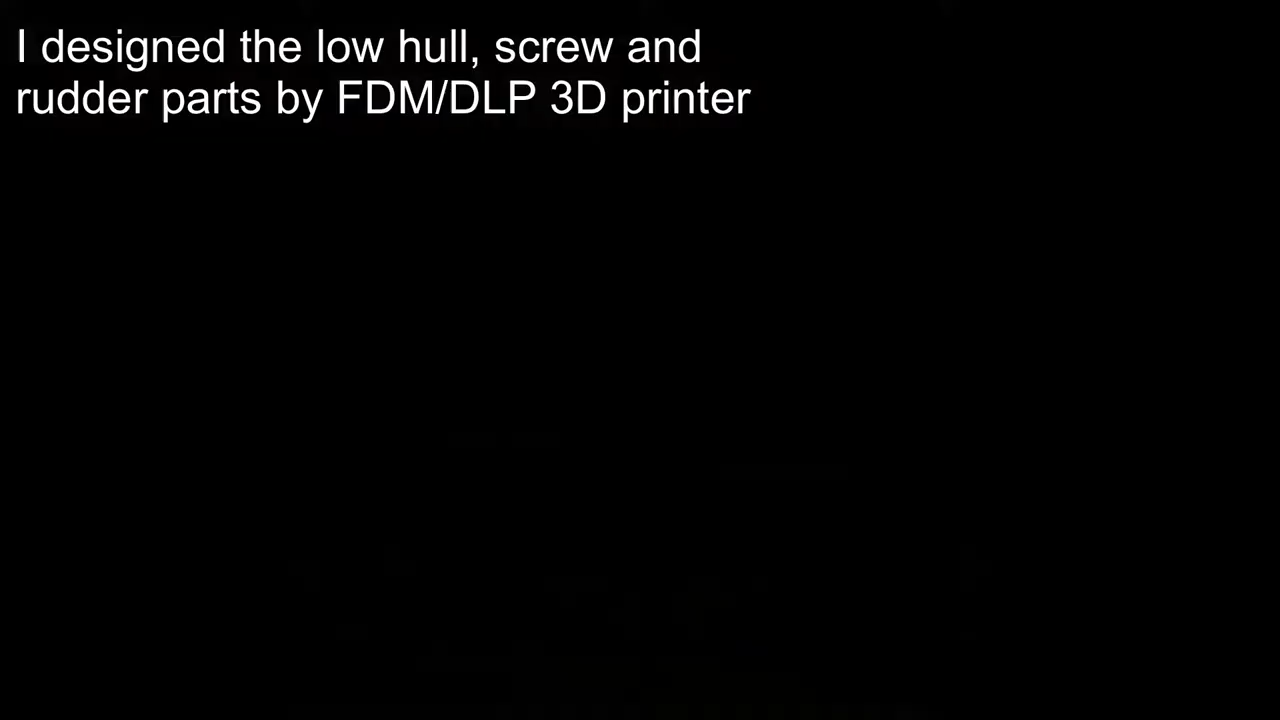 I designed the low hull, screw and
rudder parts by FDM/DLP 3D printer